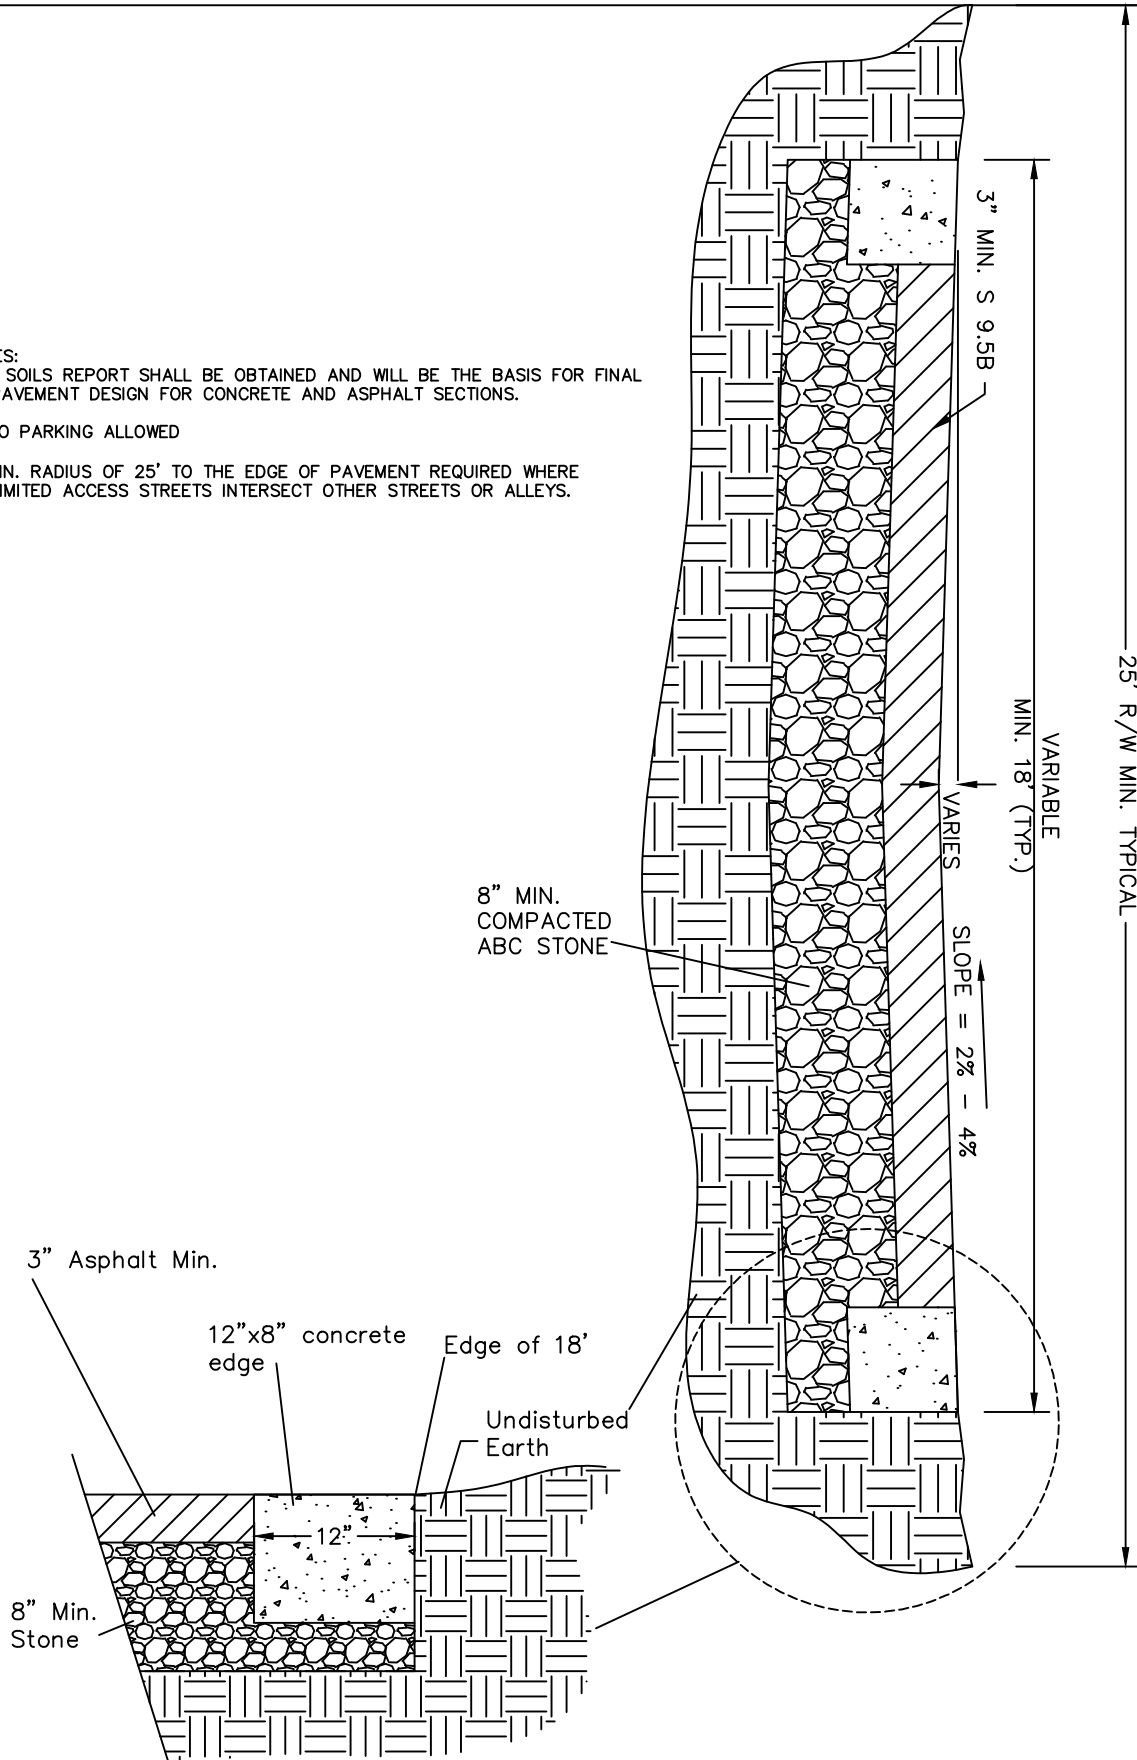 ES:
SOILS REPORT SHALL BE OBTAINED AND WILL BE THE BASIS FOR FINAL
PAVEMENT DESIGN FOR CONCRETE AND ASPHALT SECTIONS.
O PARKING ALLOWED
IN. RADIUS OF 25' TO THE EDGE OF PAVEMENT REQUIRED WHERE
IMITED ACCESS STREETS INTERSECT OTHER STREETS OR ALLEYS.
3" MIN. S 9.5B
25' R/W MIN. TYPICAL
VARIABLE
MIN. 18' (TYP.)
VARIES
SLOPE = 2% - 4%
8" MIN.
COMPACTED
ABC STONE
3" Asphalt Min.
12"x8" concrete
edge
Edge of 18'
Undisturbed
Earth
12"
8" Min.
Stone